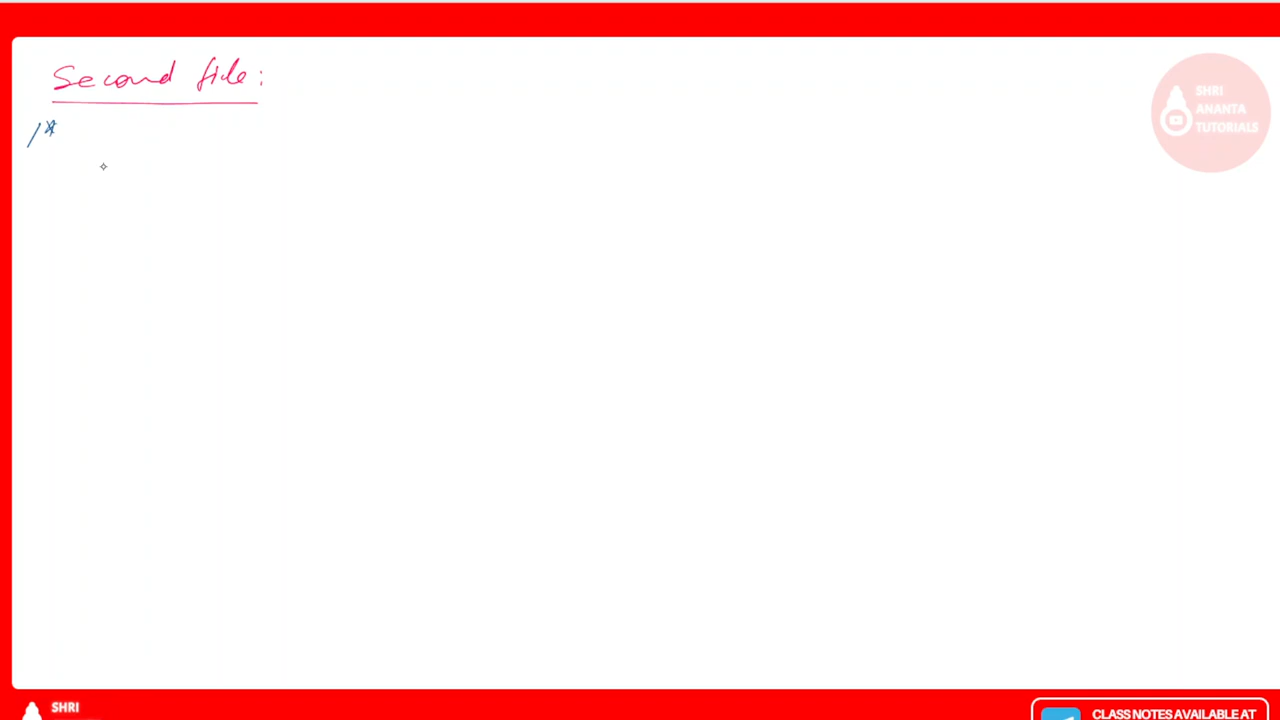 Second file:
/*
SHRI
ANANTA
TUTORIALS
SHRI
CLASS NOTES AVAILABLE AT